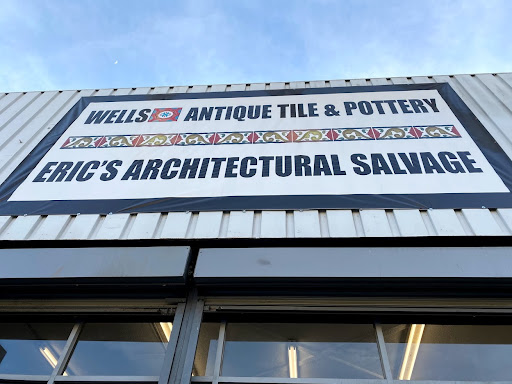 WELLS ANTIQUE TILE & POTTERY
ERIC'S ARCHITECTURAL SALVAGE